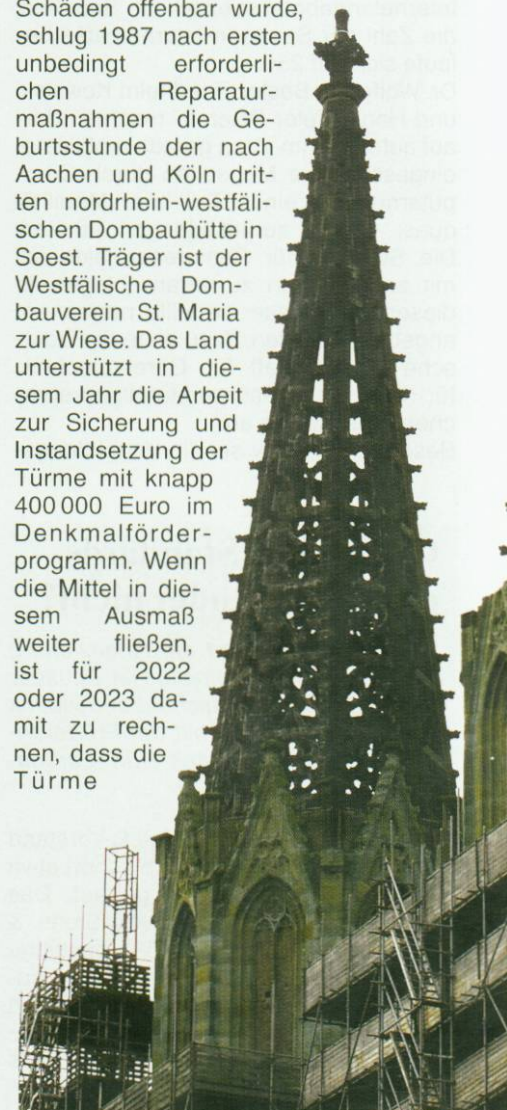 Schäden offenbar wurde,
schlug 1987 nach ersten
unbedingt erforderli-
chen Reparatur-
maßnahmen die Ge-
burtsstunde der nach
Aachen und Köln drit-
ten nordrhein-westfäli-
schen Dombauhütte in
Soest. Träger ist der
Westfälische Dom-
bauverein St. Maria
zur Wiese. Das Land
unterstützt in die-
sem Jahr die Arbeit
zur Sicherung und
Instandsetzung der
Türme mit knapp
400 000 Euro im
Denkmalförder-
programm. Wenn
die Mittel in die-
sem Ausmaß
weiter fließen,
ist für 2022
oder 2023 da-
mit zu rech-
nen, dass die
Türme